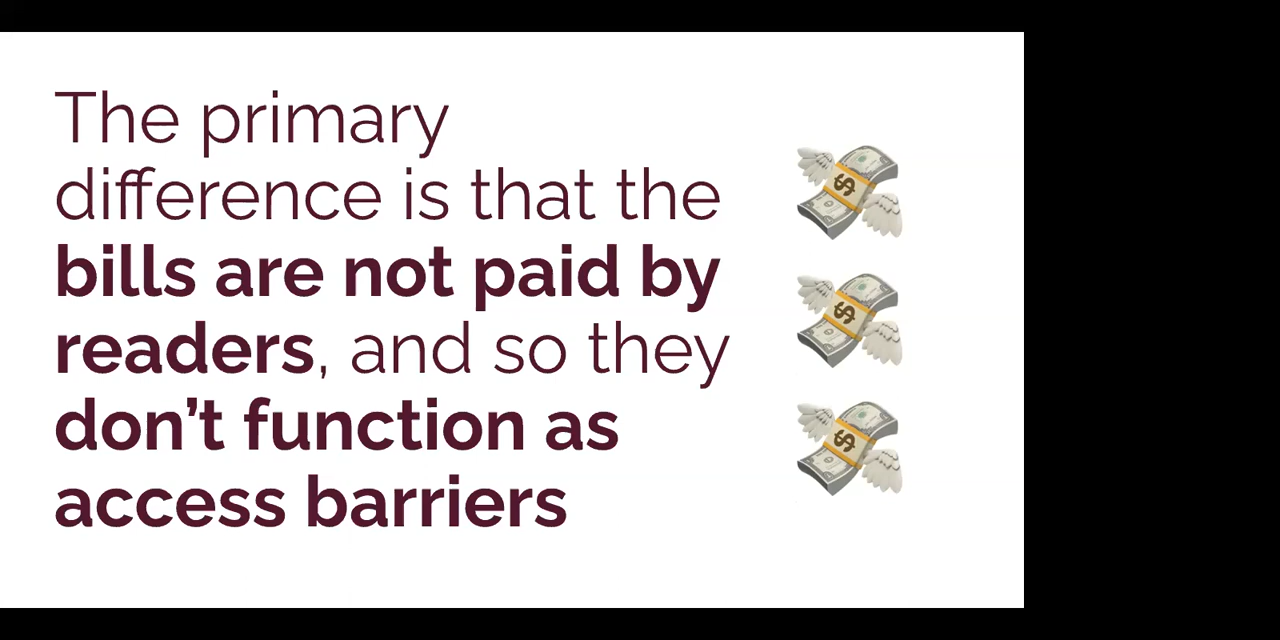 The primary
difference is that the
bills are not paid by
readers, and so they
don’t function as
access barriers